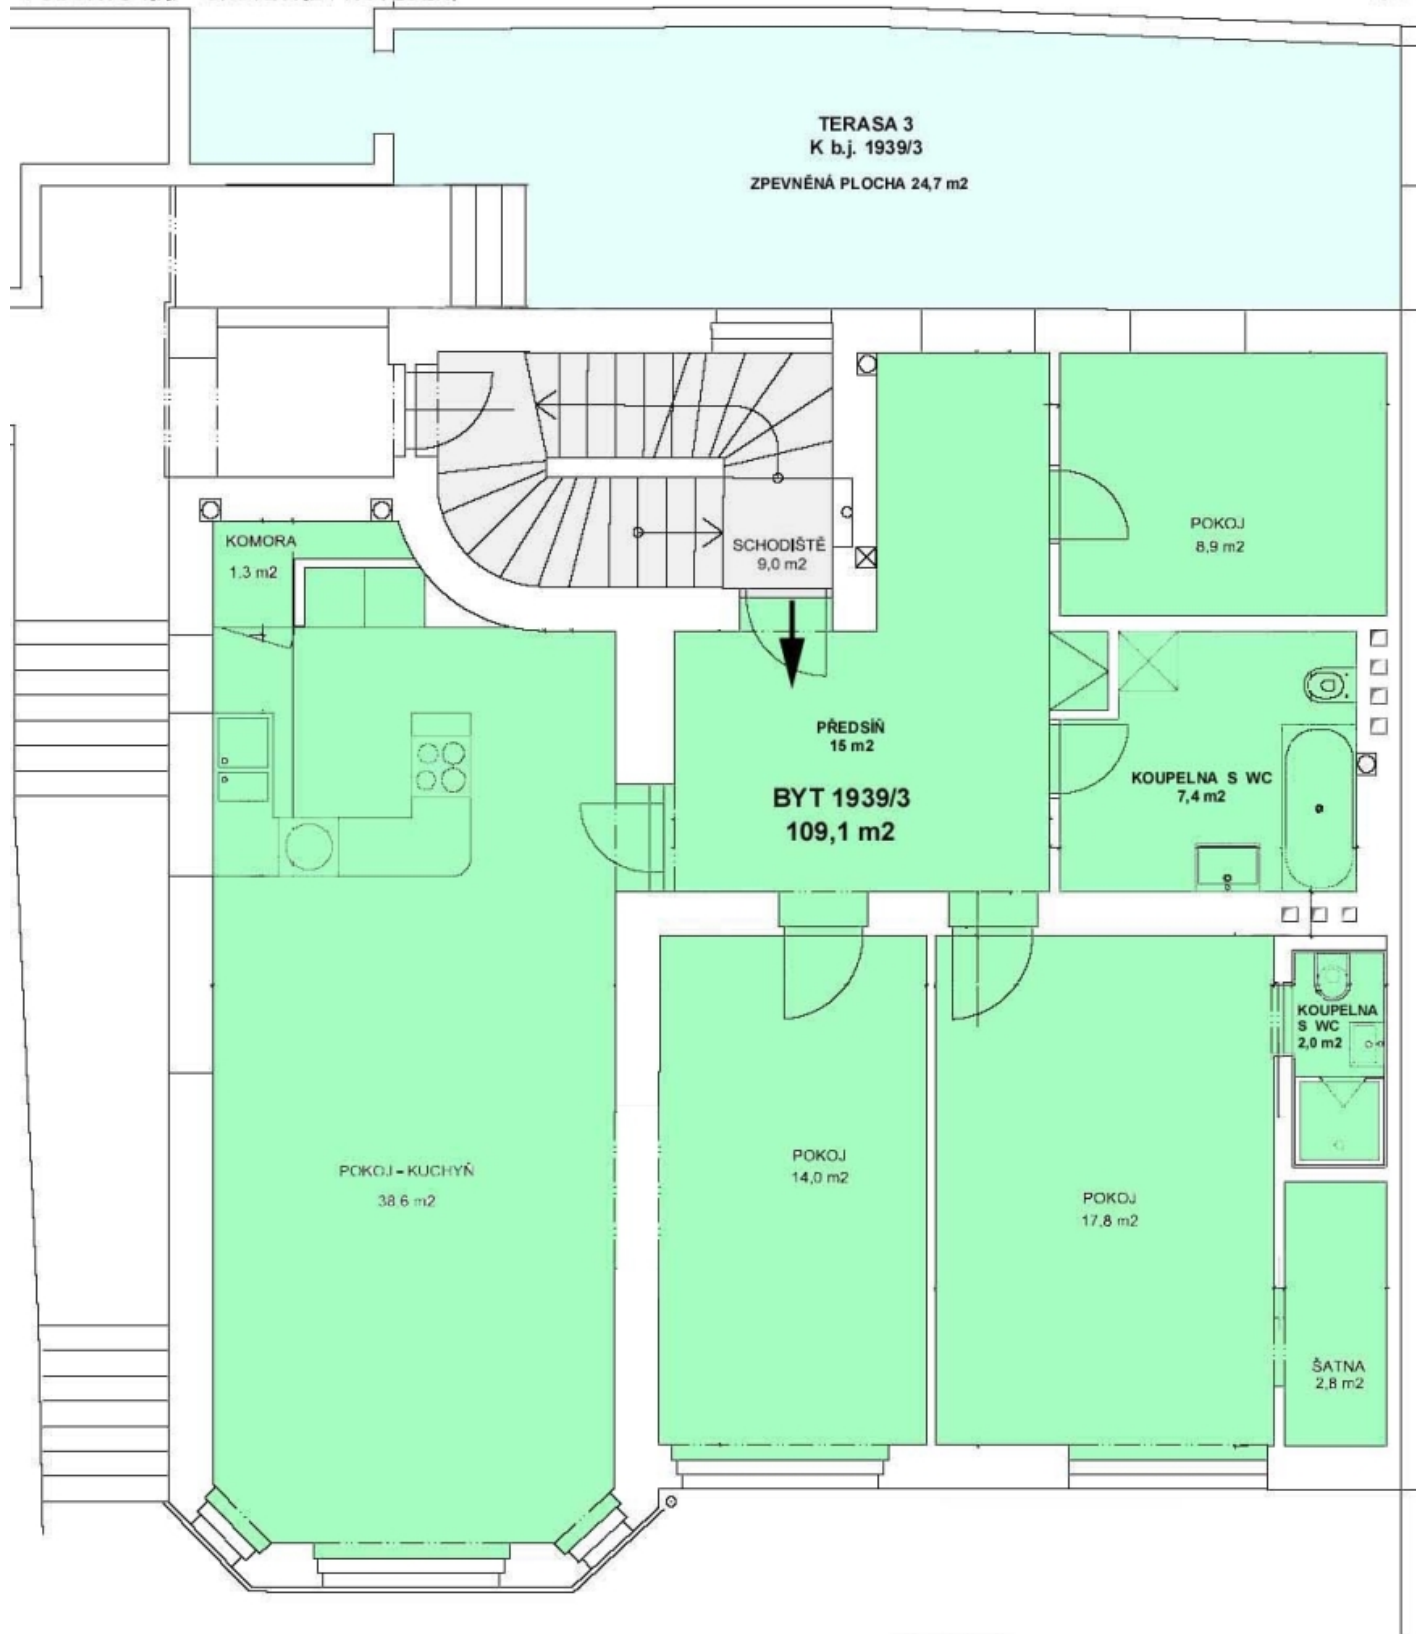 TERASA 3
K b.j. 1939/3
ZPEVNĚNÁ PLOCHA 24,7 m2
KOMORA
1,3 m2
SCHODIŠTĚ
9,0 m2
POKOJ
8,9 m2
PŘEDSÍŇ
15 m2
BYT 1939/3
109,1 m2
KOUPELNA S WC
7,4 m2
KOUPELNA
S WC
2,0 m2
POKOJ-KUCHYŇ
38,6 m2
POKOJ
14,0 m2
POKOJ
17,8 m2
ŠATNA
2,8 m2